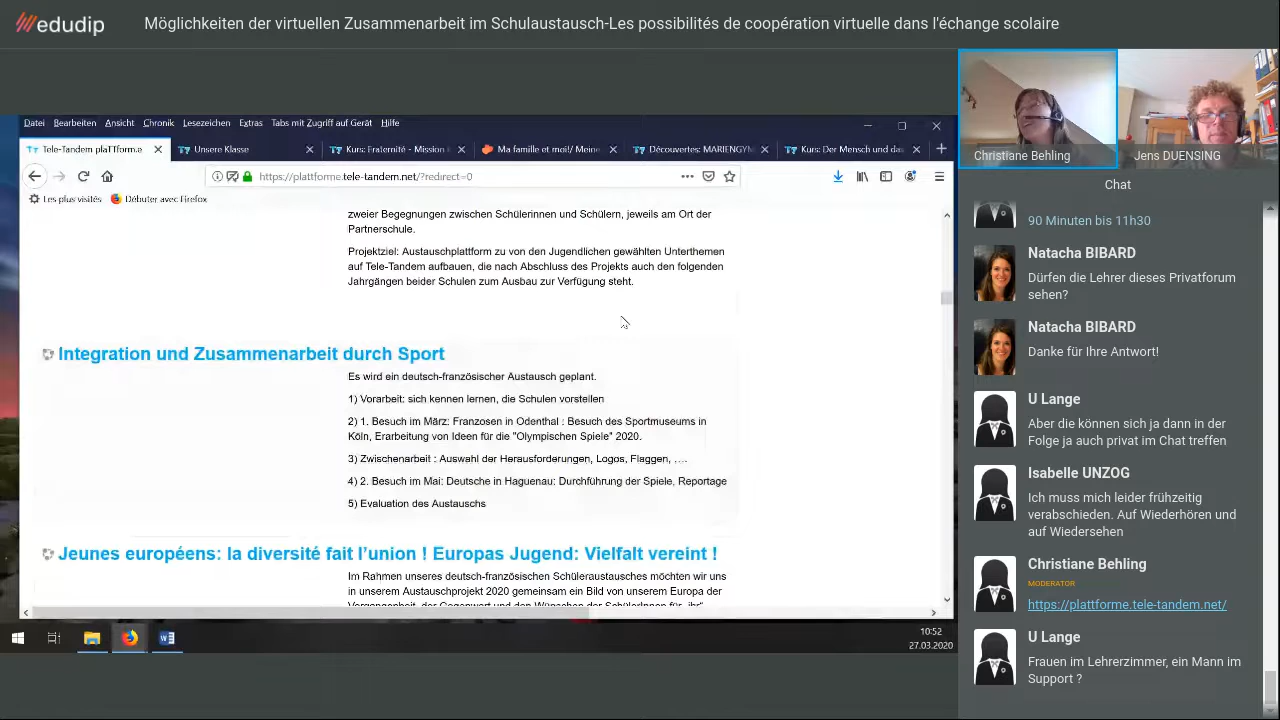 edudip
Möglichkeiten der virtuellen Zusammenarbeit im Schulaustausch-Les possibilités de coopération virtuelle dans l'échange scolaire
Datei Bearbeiten Ansicht Chronik Lesezeichen Extras Tabs mit Zugriff auf Gerät Hilfe
Tele-Tandem plaTTform.e
Unsere Klasse
Kurs: Fraternité - Mission
Ma famille et moi!/ Meine
Découvertes: MARIENGYM
Kurs: Der Mensch und das
https://plattforme.tele-tandem.net/?redirect=0
Les plus visités
Débuter avec Firefox
zweier Begegnungen zwischen Schülerinnen und Schülern, jeweils am Ort der
Partnerschule.
Projektziel: Austauschplattform zu von den Jugendlichen gewählten Unterthemen
auf Tele-Tandem aufbauen, die nach Abschluss des Projekts auch den folgenden
Jahrgängen beider Schulen zum Ausbau zur Verfügung steht.
Integration und Zusammenarbeit durch Sport
Es wird ein deutsch-französischer Austausch geplant.
1) Vorarbeit: sich kennen lernen, die Schulen vorstellen
2) 1. Besuch im März: Franzosen in Odenthal : Besuch des Sportmuseums in
Köln, Erarbeitung von Ideen für die "Olympischen Spiele" 2020.
3) Zwischenarbeit : Auswahl der Herausforderungen, Logos, Flaggen, ….
4) 2. Besuch im Mai: Deutsche in Haguenau: Durchführung der Spiele, Reportage
5) Evaluation des Austauschs
Jeunes européens: la diversité fait l'union ! Europas Jugend: Vielfalt vereint !
Im Rahmen unseres deutsch-französischen Schüleraustausches möchten wir uns
in unserem Austauschprojekt 2020 gemeinsam ein Bild von unserem Europa der
Vergangenheit, der Gegenwart und den Wünschen der SchülerInnen für „ihr"
10:52
27.03.2020
Christiane Behling
Jens DUENSING
Chat
90 Minuten bis 11h30
Natacha BIBARD
Dürfen die Lehrer dieses Privatforum
sehen?
Natacha BIBARD
Danke für Ihre Antwort!
U Lange
Aber die können sich ja dann in der
Folge ja auch privat im Chat treffen
Isabelle UNZOG
Ich muss mich leider frühzeitig
verabschieden. Auf Wiederhören und
auf Wiedersehen
Christiane Behling
MODERATOR
https://plattforme.tele-tandem.net/
U Lange
Frauen im Lehrerzimmer, ein Mann im
Support ?